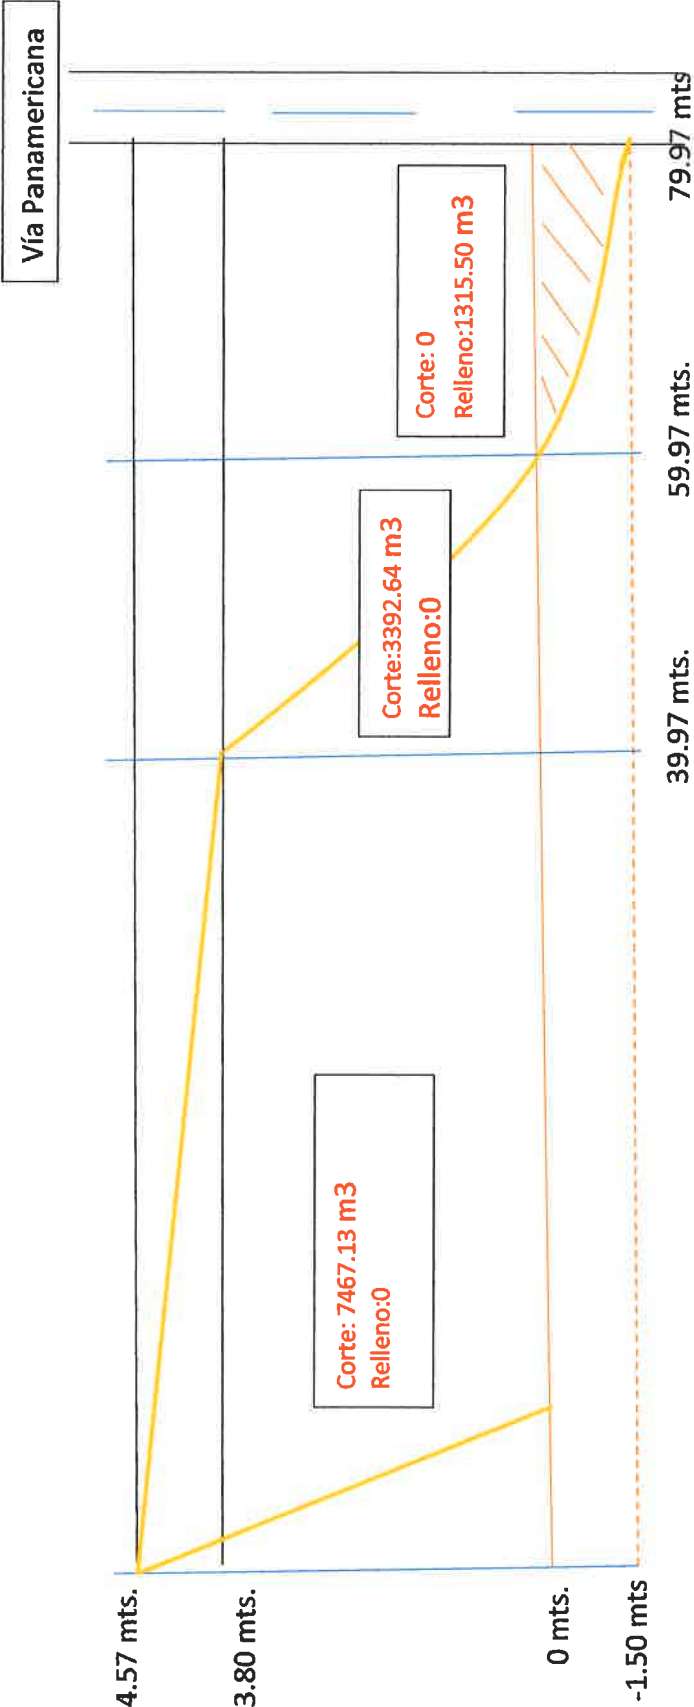 Vía Panamericana
4.57 mts.
3.80 mts.
0 mts.
-1.50 mts
Corte: 7467.13 m3
Relleno:0
Corte:3392.64 m3
Relleno:0
Corte: 0
Relleno:1315.50 m3
39.97 mts.
59.97 mts.
79.97 mts